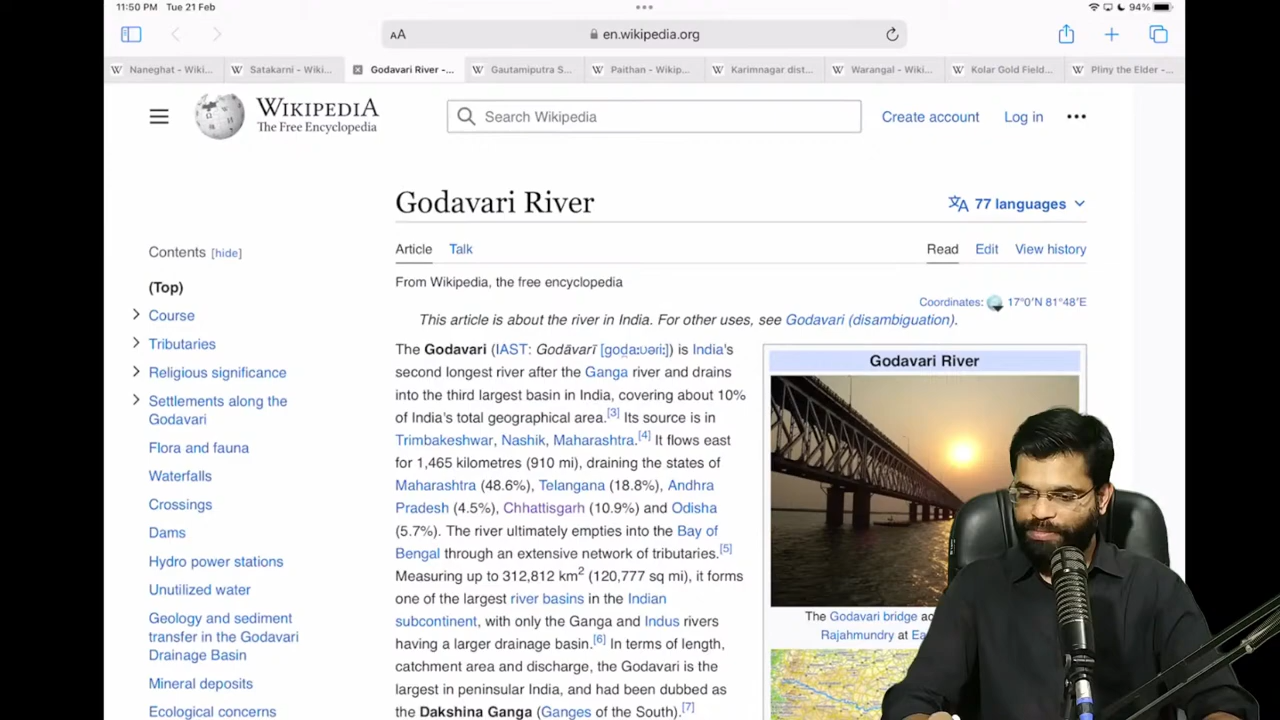 11:50 PM Tue 21 Feb
94%
AA
en.wikipedia.org
Naneghat - Wiki...
Satakarni - Wiki...
Godavari River -...
Gautamiputra S...
Paithan - Wikip...
Karimnagar dist...
Warangal - Wiki...
Kolar Gold Field...
Pliny the Elder -...
WIKIPEDIA
The Free Encyclopedia
Search Wikipedia
Create account
Log in
Godavari River
77 languages
Contents [hide]
(Top)
Course
Tributaries
Religious significance
Settlements along the
Godavari
Flora and fauna
Waterfalls
Crossings
Dams
Hydro power stations
Unutilized water
Geology and sediment
transfer in the Godavari
Drainage Basin
Mineral deposits
Ecological concerns
Article Talk
Read Edit View history
From Wikipedia, the free encyclopedia
Coordinates: 17°0′N 81°48′E
This article is about the river in India. For other uses, see Godavari (disambiguation).
The Godavari (IAST: Godāvarī [ɡod̪aːʋəriː]) is India's
second longest river after the Ganga river and drains
into the third largest basin in India, covering about 10%
of India's total geographical area.[3] Its source is in
Trimbakeshwar, Nashik, Maharashtra.[4] It flows east
for 1,465 kilometres (910 mi), draining the states of
Maharashtra (48.6%), Telangana (18.8%), Andhra
Pradesh (4.5%), Chhattisgarh (10.9%) and Odisha
(5.7%). The river ultimately empties into the Bay of
Bengal through an extensive network of tributaries.[5]
Measuring up to 312,812 km² (120,777 sq mi), it forms
one of the largest river basins in the Indian
subcontinent, with only the Ganga and Indus rivers
having a larger drainage basin.[6] In terms of length,
catchment area and discharge, the Godavari is the
largest in peninsular India, and had been dubbed as
the Dakshina Ganga (Ganges of the South).[7]
Godavari River
The Godavari bridge
Rajahmundry at